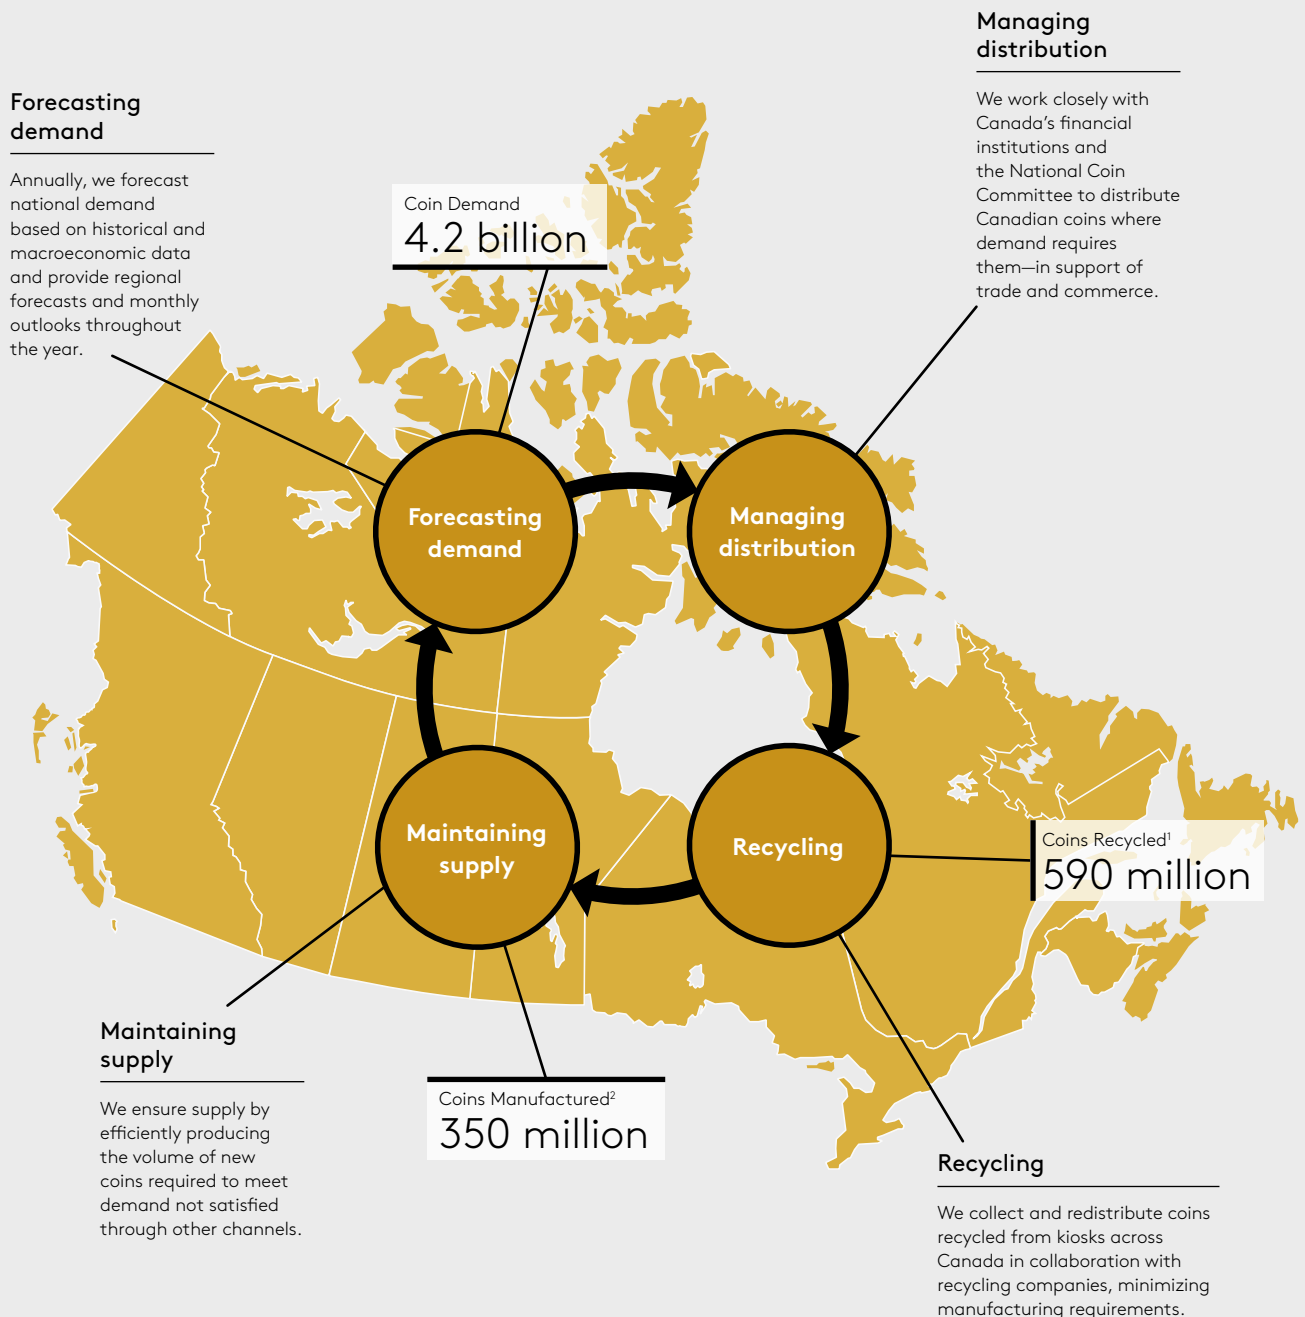 Managing
distribution
We work closely with
Canada’s financial
institutions and
the National Coin
Committee to distribute
Canadian coins where
demand requires
them—in support of
trade and commerce.
Forecasting
demand
Annually, we forecast
national demand
based on historical and
macroeconomic data
and provide regional
forecasts and monthly
outlooks throughout
the year.
Coin Demand
4.2 billion
Forecasting
demand
Managing
distribution
Maintaining
supply
Recycling
Coins Recycled¹
590 million
Maintaining
supply
We ensure supply by
efficiently producing
the volume of new
coins required to meet
demand not satisfied
through other channels.
Coins Manufactured²
350 million
Recycling
We collect and redistribute coins
recycled from kiosks across
Canada in collaboration with
recycling companies, minimizing
manufacturing requirements.